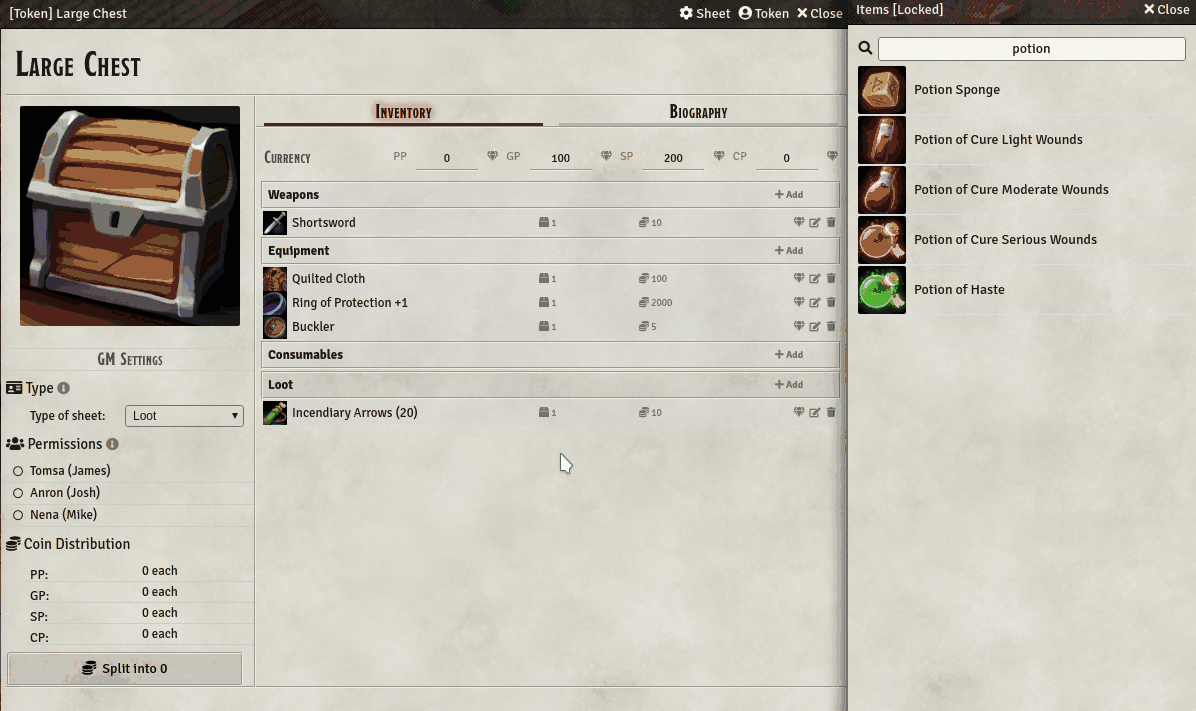 [Token] Large Chest Sheet Token Close
Large Chest
Inventory Biography
Currency PP 0 GP 100 SP 200 CP 0
Weapons Add
Shortsword 1 10
Equipment Add
Quilted Cloth 1 100
Ring of Protection +1 1 2000
Buckler 1 5
Consumables Add
Loot Add
Incendiary Arrows (20) 1 10
GM Settings
Type
Type of sheet: Loot
Permissions
Tomsa (James)
Anron (Josh)
Nena (Mike)
Coin Distribution
PP: 0 each
GP: 0 each
SP: 0 each
CP: 0 each
Split into 0
Items [Locked] Close
potion
Potion Sponge
Potion of Cure Light Wounds
Potion of Cure Moderate Wounds
Potion of Cure Serious Wounds
Potion of Haste